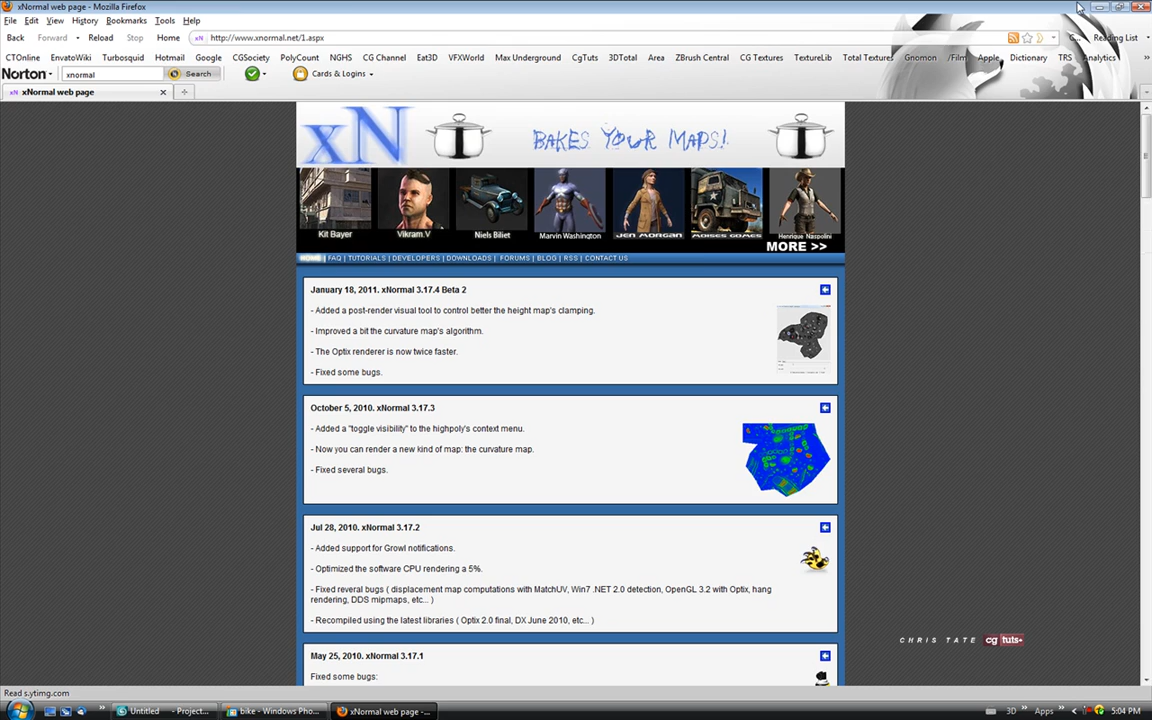 xNormal web page - Mozilla Firefox
File Edit View History Bookmarks Tools Help
Back Forward Reload Stop Home http://www.xnormal.net/1.aspx Reading List
CTOnline EnvatoWiki Turbosquid Hotmail Google CGSociety PolyCount NGHS CG Channel Eat3D VFXWorld Max Underground CgTuts 3DTotal Area ZBrush Central CG Textures TextureLib Total Textures Gnomon /Film Apple Dictionary TRS Analytics »
Norton xnormal Search Cards & Logins
xN xNormal web page
xN BAKES YOUR MAPS!
Kit Bayer Vikram V Niels Biliet Marvin Washington Jen Morgan Moises Gomes Henrique Naspolini
MORE >>
HOME | FAQ | TUTORIALS | DEVELOPERS | DOWNLOADS | FORUMS | BLOG | RSS | CONTACT US
January 18, 2011. xNormal 3.17.4 Beta 2
- Added a post-render visual tool to control better the height map's clamping.
- Improved a bit the curvature map's algorithm.
- The Optix renderer is now twice faster.
- Fixed some bugs.
October 5, 2010. xNormal 3.17.3
- Added a "toggle visibility" to the highpoly's context menu.
- Now you can render a new kind of map: the curvature map.
- Fixed several bugs.
Jul 28, 2010. xNormal 3.17.2
- Added support for Growl notifications.
- Optimized the software CPU rendering a 5%.
- Fixed reveral bugs ( displacement map computations with MatchUV, Win7 .NET 2.0 detection, OpenGL 3.2 with Optix, hang
rendering, DDS mipmaps, etc... )
- Recompiled using the latest libraries ( Optix 2.0 final, DX June 2010, etc... )
CHRIS TATE cg tuts+
May 25, 2010. xNormal 3.17.1
Fixed some bugs:
Read s.ytimg.com
Untitled - Project... bike - Windows Pho... xNormal web page -... 3D » Apps » 5:04 PM